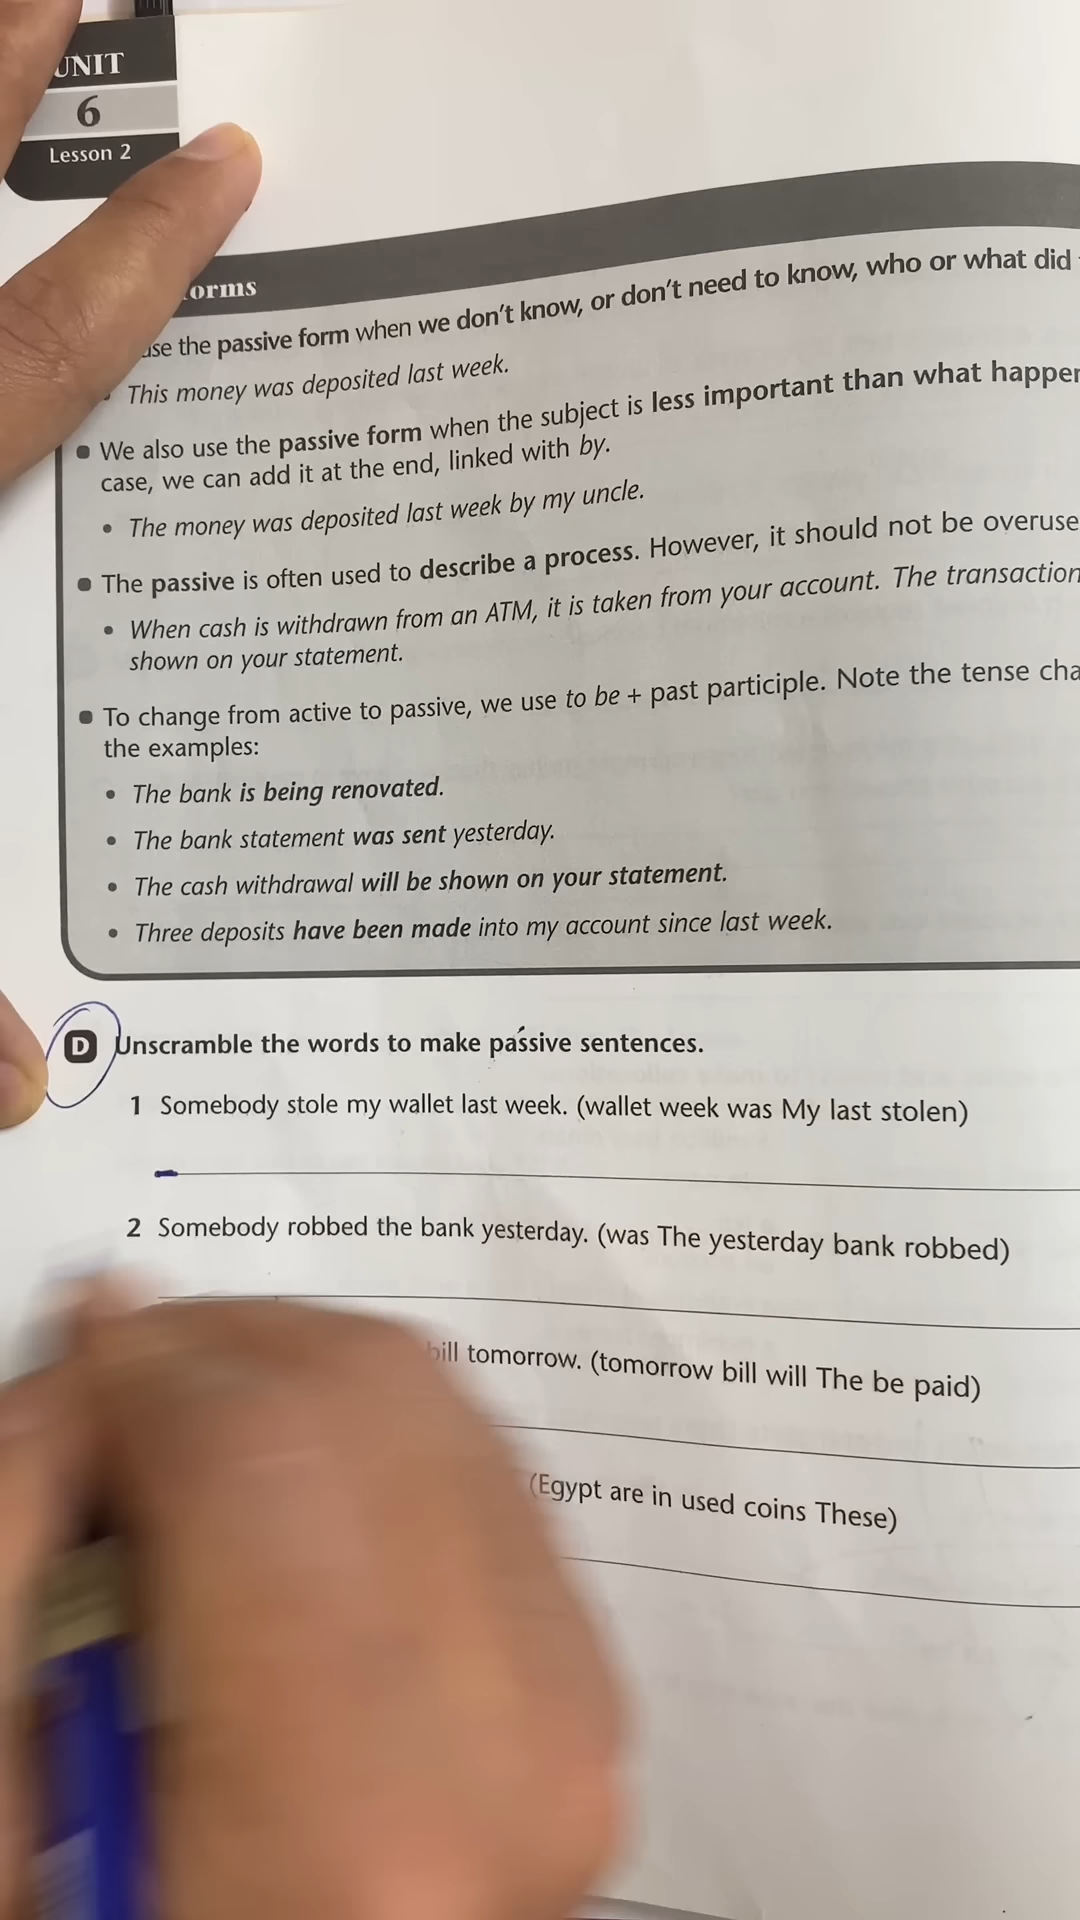 UNIT
6
Lesson 2
the passive form when we don't know, or don't need to know, who or what did
This money was deposited last week.
We also use the passive form when the subject is less important than what
case, we can add it at the end, linked with by.
• The money was deposited last week by my uncle.
The passive is often used to describe a process. However, it should not be
• When cash is withdrawn from an ATM, it is taken from your account. The transaction
shown on your statement.
To change from active to passive, we use to be + past participle. Note the tense
the examples:
• The bank is being renovated.
• The bank statement was sent yesterday.
• The cash withdrawal will be shown on your statement.
• Three deposits have been made into my account since last week.
D Unscramble the words to make passive sentences.
1 Somebody stole my wallet last week. (wallet week was My last stolen)
2 Somebody robbed the bank yesterday. (was The yesterday bank robbed)
bill tomorrow. (tomorrow bill will The be paid)
(Egypt are in used coins These)